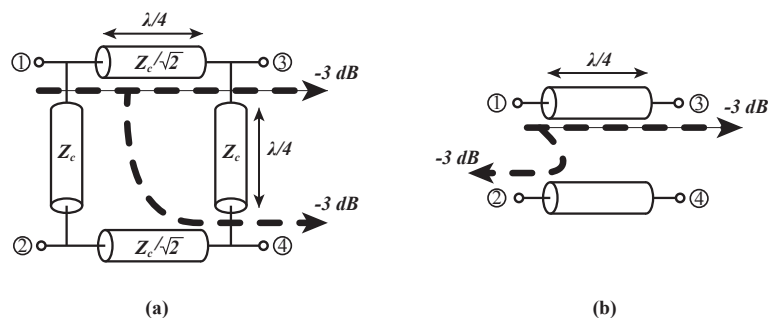 λ/4
① Z_c/√2 ③
-3 dB
Z_c Z_c λ/4
-3 dB
② Z_c/√2 ④
(a)
λ/4
① ③
-3 dB
-3 dB
② ④
(b)